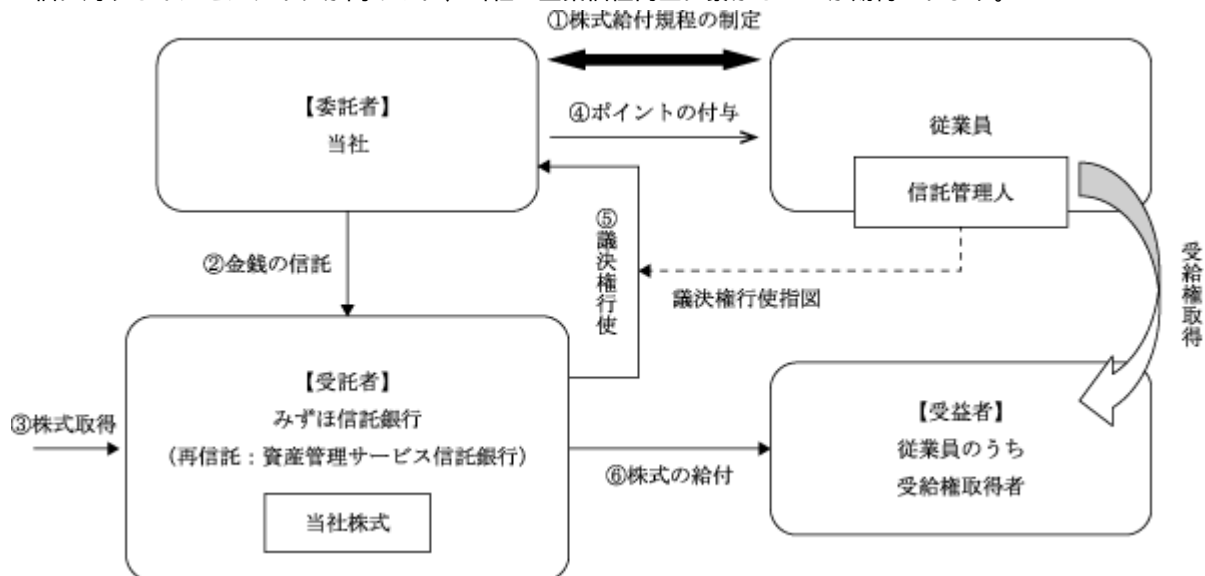 ①株式給付規程の制定
【委託者】
当社
④ポイントの付与
従業員
信託管理人
②金銭の信託
⑤議決権行使
議決権行使指図
受給権取得
③株式取得
【受託者】
みずほ信託銀行
（再信託：資産管理サービス信託銀行）
当社株式
⑥株式の給付
【受益者】
従業員のうち
受給権取得者